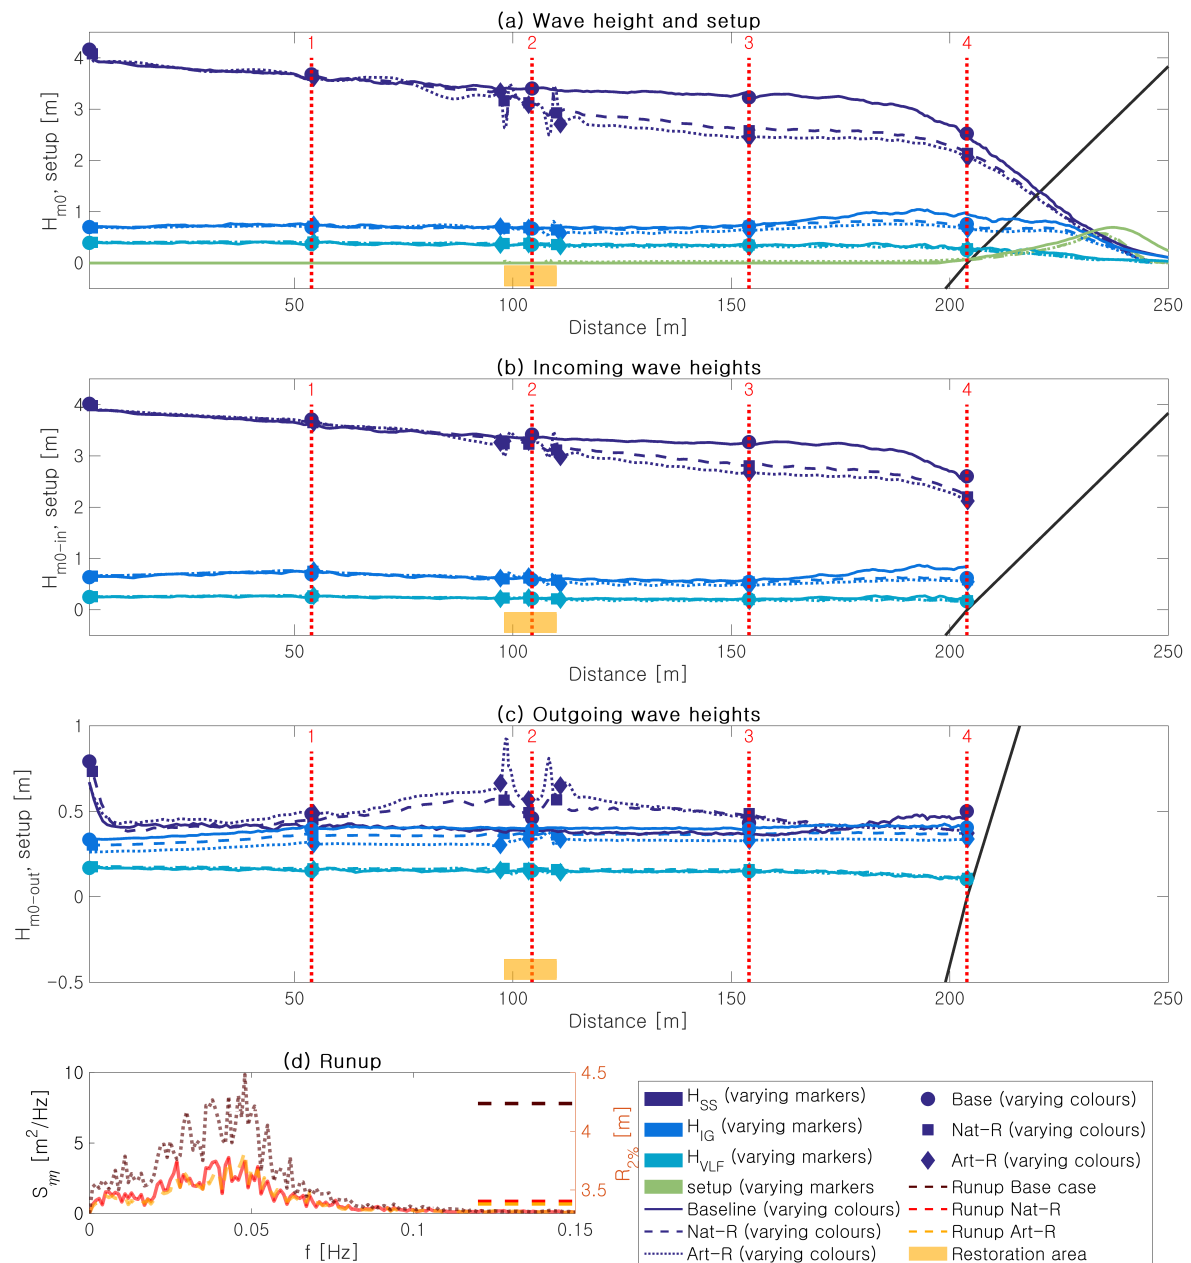 (a) Wave height and setup
1
2
3
4
4
3
2
1
0
H_m0, setup [m]
50
100
150
200
250
Distance [m]
(b) Incoming wave heights
1
2
3
4
4
3
2
1
0
H_m0-in, setup [m]
50
100
150
200
250
Distance [m]
(c) Outgoing wave heights
1
2
3
4
1
0.5
0
-0.5
H_m0-out, setup [m]
50
100
150
200
250
Distance [m]
(d) Runup
10
5
0
S_ηη [m²/Hz]
4.5
4
3.5
R_2% [m]
0
0.05
0.1
0.15
f [Hz]
H_SS (varying markers)
H_IG (varying markers)
H_VLF (varying markers)
setup (varying markers
Baseline (varying colours)
Nat-R (varying colours)
Art-R (varying colours)
Base (varying colours)
Nat-R (varying colours)
Art-R (varying colours)
Runup Base case
Runup Nat-R
Runup Art-R
Restoration area